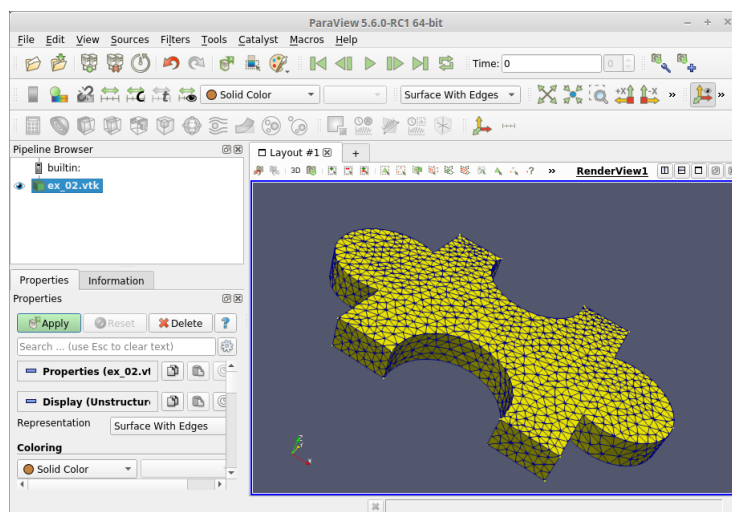 ParaView 5.6.0-RC1 64-bit
File Edit View Sources Filters Tools Catalyst Macros Help
Time: 0 0
Solid Color Surface With Edges »
Pipeline Browser
Layout #1 +
builtin:
3D » RenderView1
ex_02.vtk
Properties Information
Properties
Apply Reset Delete ?
Search ... (use Esc to clear text)
Properties (ex_02.vt
Display (Unstructur
Representation Surface With Edges
Coloring
Solid Color